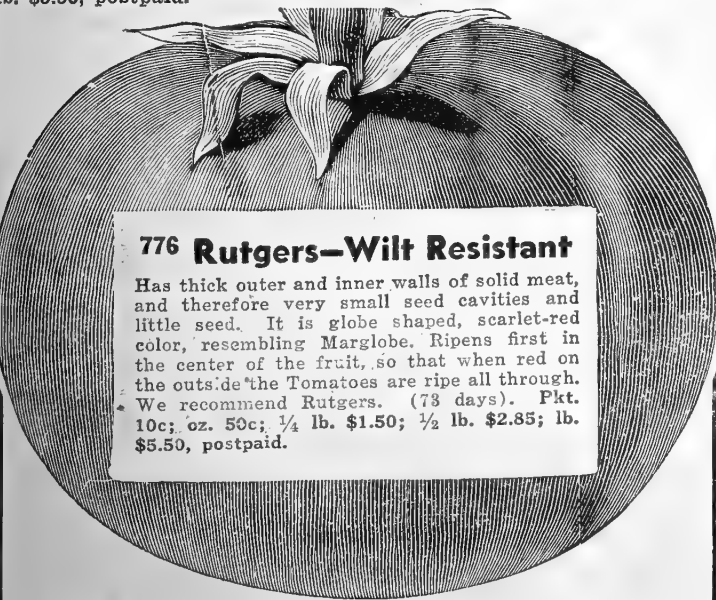 $5.50, postpaid.
776 Rutgers—Wilt Resistant
Has thick outer and inner walls of solid meat,
and therefore very small seed cavities and
little seed. It is globe shaped, scarlet-red
color, resembling Marglobe. Ripens first in
the center of the fruit, so that when red on
the outside the Tomatoes are ripe all through.
We recommend Rutgers. (73 days). Pkt.
10c; oz. 50c; ¼ lb. $1.50; ½ lb. $2.85; lb.
$5.50, postpaid.